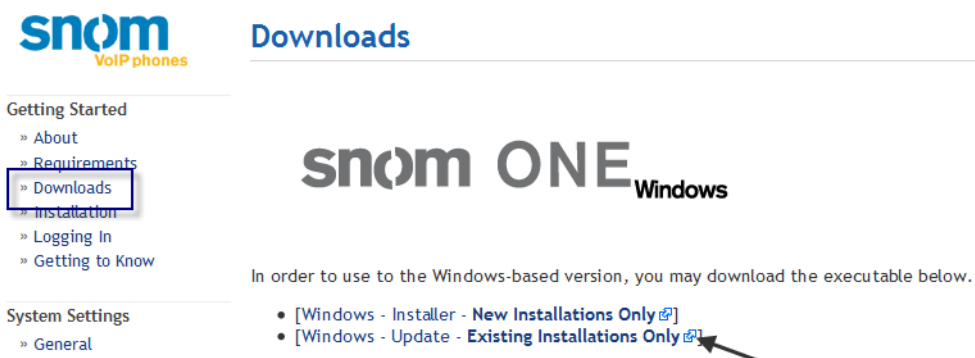 snom
VoIP phones
Getting Started
» About
» Requirements
» Downloads
» Installation
» Logging In
» Getting to Know
System Settings
» General
Downloads
snom ONE Windows
In order to use to the Windows-based version, you may download the executable below.
• [Windows - Installer - New Installations Only]
• [Windows - Update - Existing Installations Only]